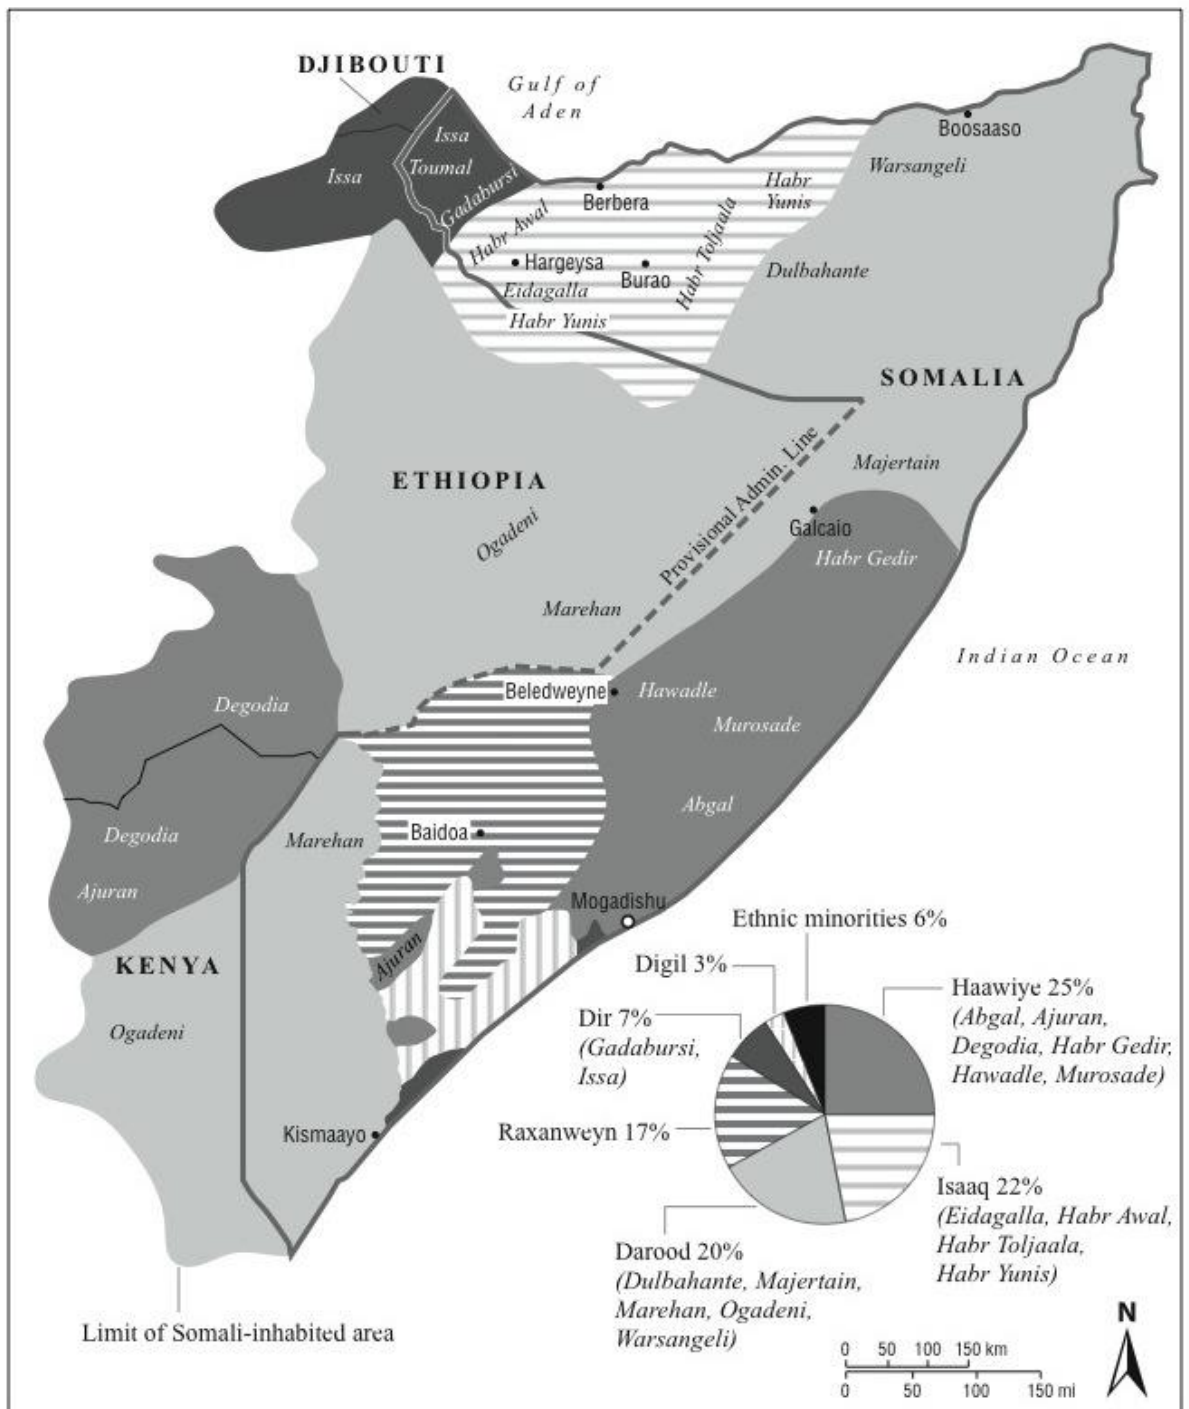 DJIBOUTI
Gulf of
Aden
Issa
Toumal
Issa
Gadabursi
Boosaaso
Warsangeli
Habr
Yunis
Berbera
Habr Awal
Habr Toljaala
Hargeysa
Burao
Dulbahante
Eidagalla
Habr Yunis
SOMALIA
Provisional Admin. Line
Majertain
ETHIOPIA
Ogadeni
Galcaio
Habr Gedir
Marehan
Indian Ocean
Beledweyne
Hawadle
Degodia
Murosade
Abgal
Degodia
Marehan
Baidoa
Ajuran
Mogadishu
Ajuran
KENYA
Ogadeni
Kismaayo
Ethnic minorities 6%
Digil 3%
Haawiye 25%
(Abgal, Ajuran,
Degodia, Habr Gedir,
Hawadle, Murosade)
Dir 7%
(Gadabursi,
Issa)
Raxanweyn 17%
Isaaq 22%
(Eidagalla, Habr Awal,
Habr Toljaala,
Habr Yunis)
Darood 20%
(Dulbahante, Majertain,
Marehan, Ogadeni,
Warsangeli)
Limit of Somali-inhabited area
N
0 50 100 150 km
0 50 100 150 mi